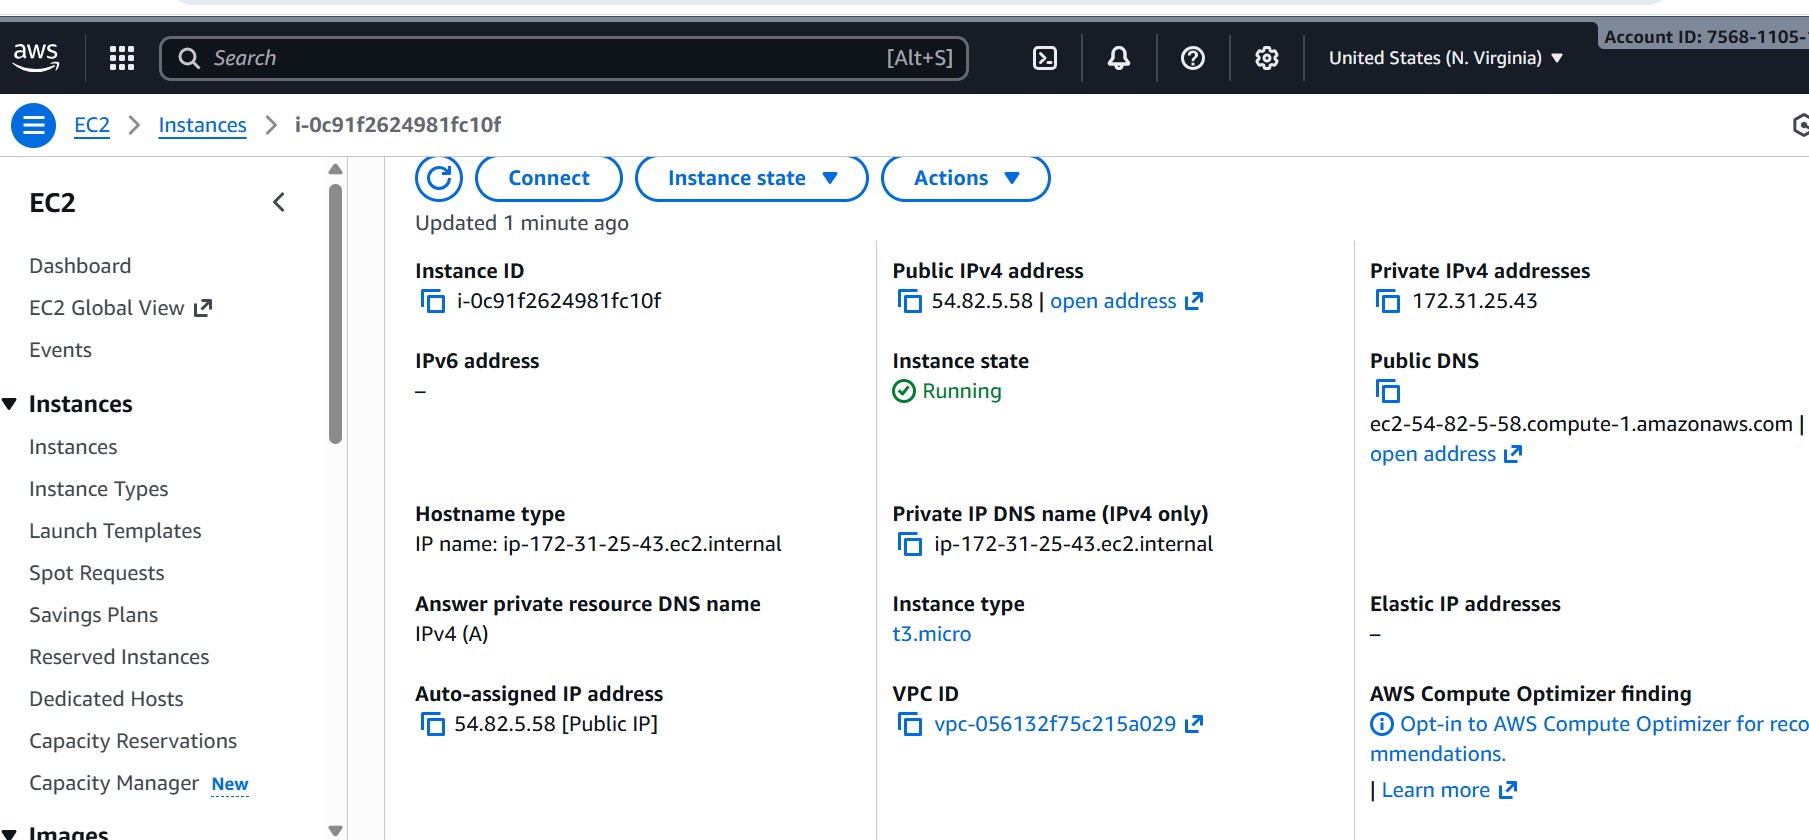 aws
Search
[Alt+S]
United States (N. Virginia)
Account ID: 7568-1105-
EC2
Instances
i-0c91f2624981fc10f
EC2
Dashboard
EC2 Global View
Events
Instances
Instances
Instance Types
Launch Templates
Spot Requests
Savings Plans
Reserved Instances
Dedicated Hosts
Capacity Reservations
Capacity Manager New
Images
Connect
Instance state
Actions
Updated 1 minute ago
Instance ID
i-0c91f2624981fc10f
Public IPv4 address
54.82.5.58 | open address
Private IPv4 addresses
172.31.25.43
IPv6 address
–
Instance state
Running
Public DNS
ec2-54-82-5-58.compute-1.amazonaws.com |
open address
Hostname type
IP name: ip-172-31-25-43.ec2.internal
Private IP DNS name (IPv4 only)
ip-172-31-25-43.ec2.internal
Answer private resource DNS name
IPv4 (A)
Instance type
t3.micro
Elastic IP addresses
–
Auto-assigned IP address
54.82.5.58 [Public IP]
VPC ID
vpc-056132f75c215a029
AWS Compute Optimizer finding
Opt-in to AWS Compute Optimizer for reco
mmendations.
| Learn more